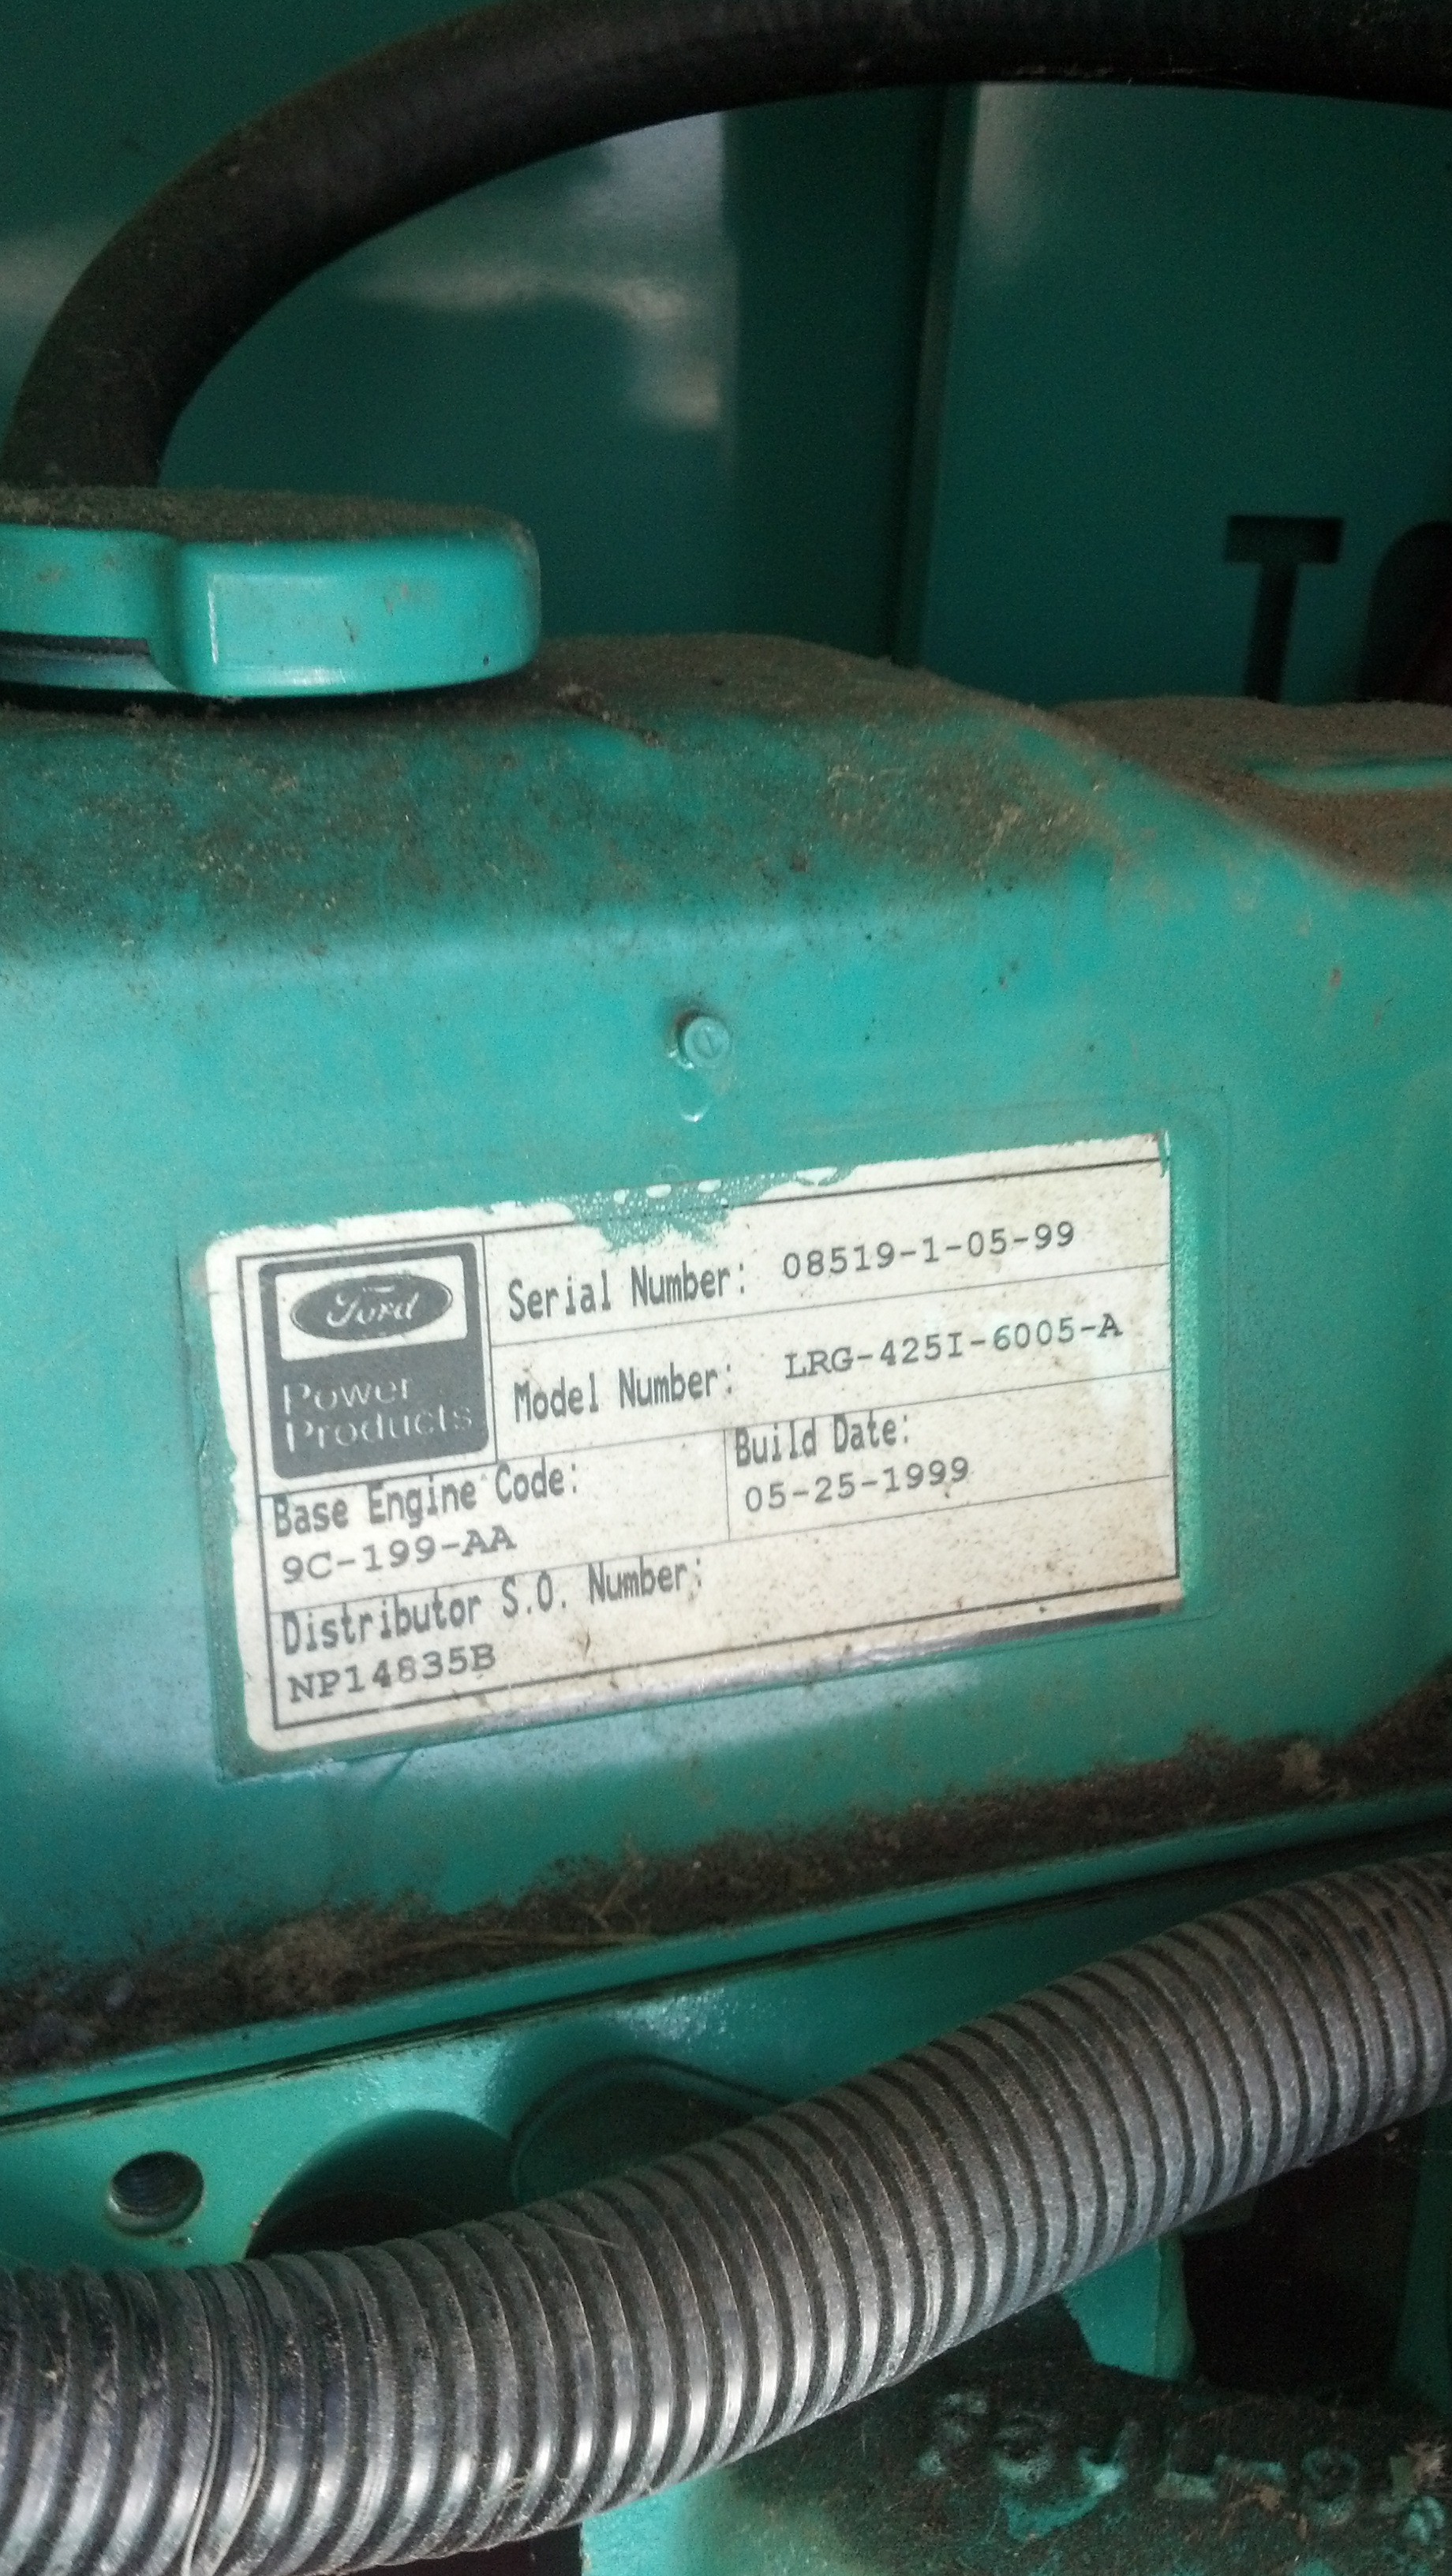 Ford
Power
Products
Serial Number: 08519-1-05-99
Model Number: LRG-425I-6005-A
Base Engine Code:
9C-199-AA
Build Date:
05-25-1999
Distributor S.O. Number:
NP14835B